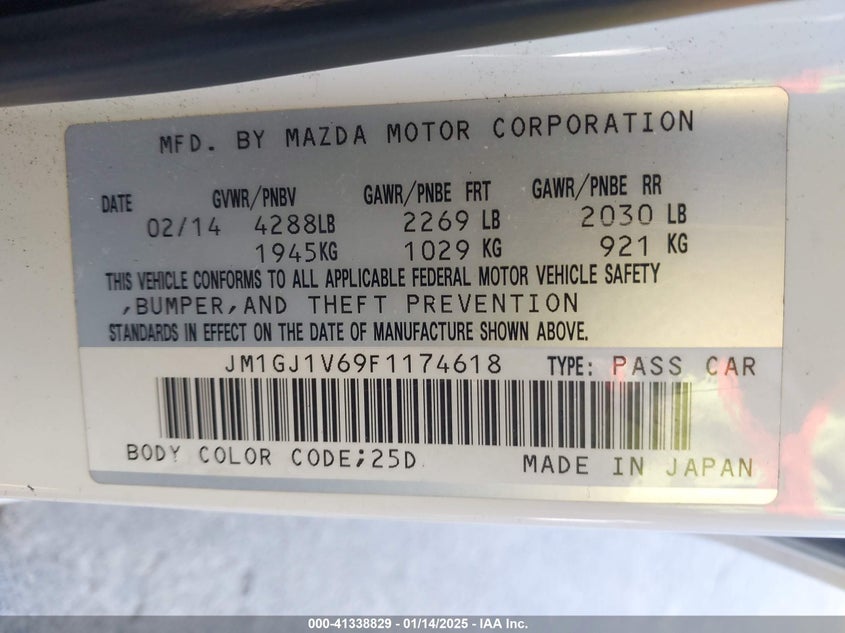 MFD. BY MAZDA MOTOR CORPORATION
DATE GVWR/PNBV GAWR/PNBE FRT GAWR/PNBE RR
02/14 4288LB 2269 LB 2030 LB
1945KG 1029 KG 921 KG
THIS VEHICLE CONFORMS TO ALL APPLICABLE FEDERAL MOTOR VEHICLE SAFETY
,BUMPER,AND THEFT PREVENTION
STANDARDS IN EFFECT ON THE DATE OF MANUFACTURE SHOWN ABOVE.
JM1GJ1V69F1174618 TYPE: PASS CAR
BODY COLOR CODE;25D MADE IN JAPAN
000-41338829 - 01/14/2025 - IAA Inc.